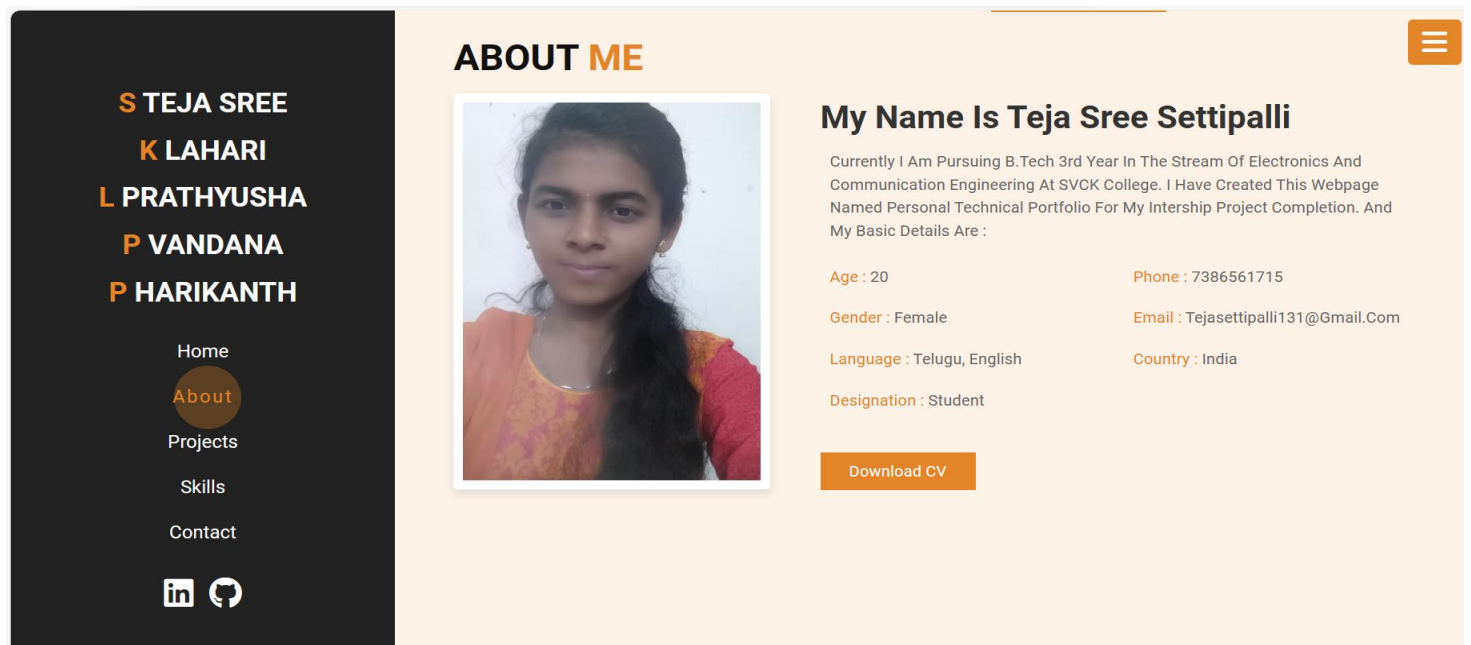 S TEJA SREE
K LAHARI
L PRATHYUSHA
P VANDANA
P HARIKANTH
Home
About
Projects
Skills
Contact
in
ABOUT ME
My Name Is Teja Sree Settipalli
Currently I Am Pursuing B.Tech 3rd Year In The Stream Of Electronics And
Communication Engineering At SVCK College. I Have Created This Webpage
Named Personal Technical Portfolio For My Intership Project Completion. And
My Basic Details Are :
Age : 20
Phone : 7386561715
Gender : Female
Email : Tejasettipalli131@Gmail.Com
Language : Telugu, English
Country : India
Designation : Student
Download CV